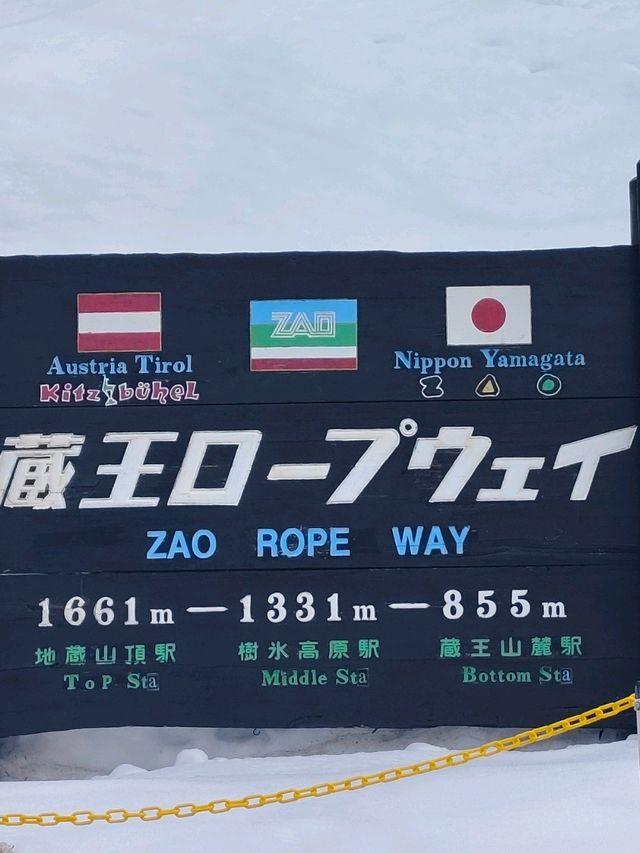 ZAO
Austria Tirol
Kitzbühel
Nippon Yamagata
蔵王ロープウェイ
ZAO ROPE WAY
1661m — 1331m — 855m
地蔵山頂駅 樹氷高原駅 蔵王山麓駅
Top Sta Middle Sta Bottom Sta